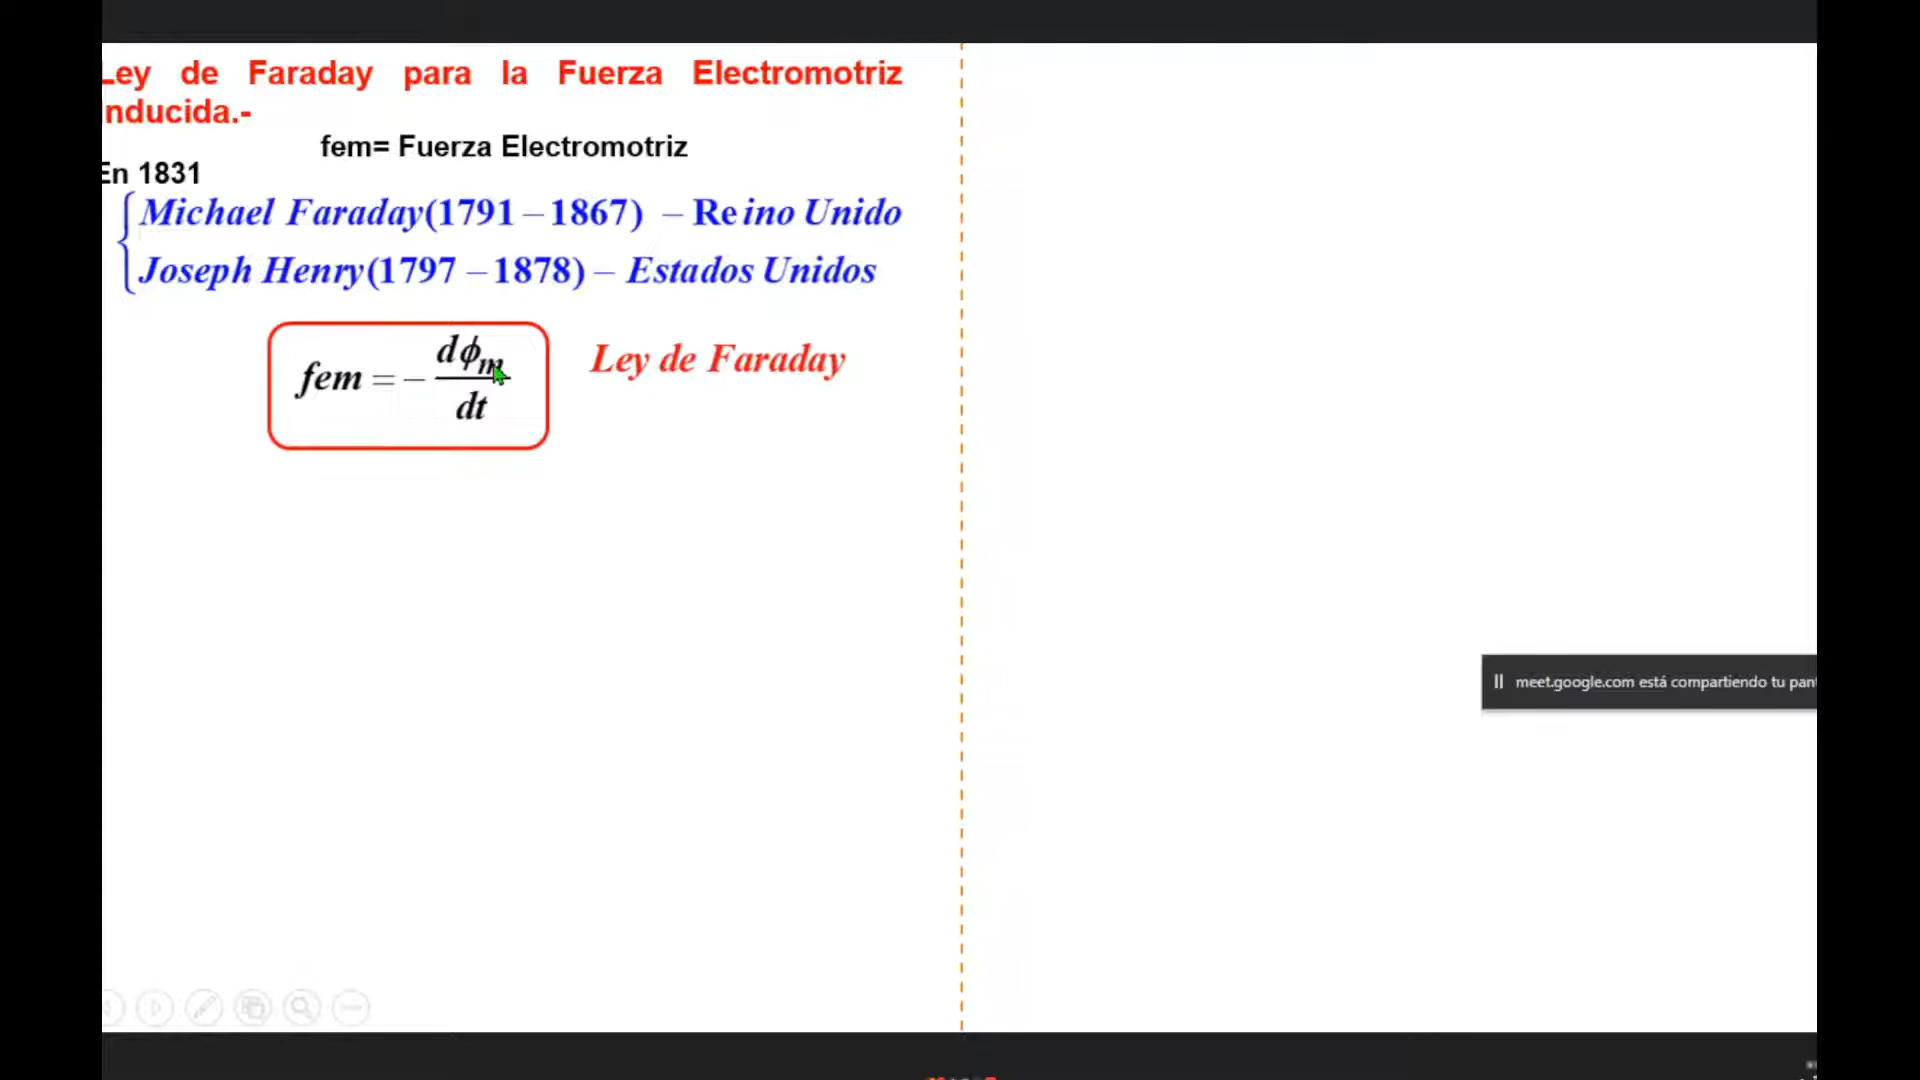 Ley de Faraday para la Fuerza Electromotriz
nducida.-
fem= Fuerza Electromotriz
En 1831
Michael Faraday(1791 – 1867) – Reino Unido
Joseph Henry(1797 – 1878) – Estados Unidos
fem = – dϕm/dt
Ley de Faraday
meet.google.com está compartiendo tu pant